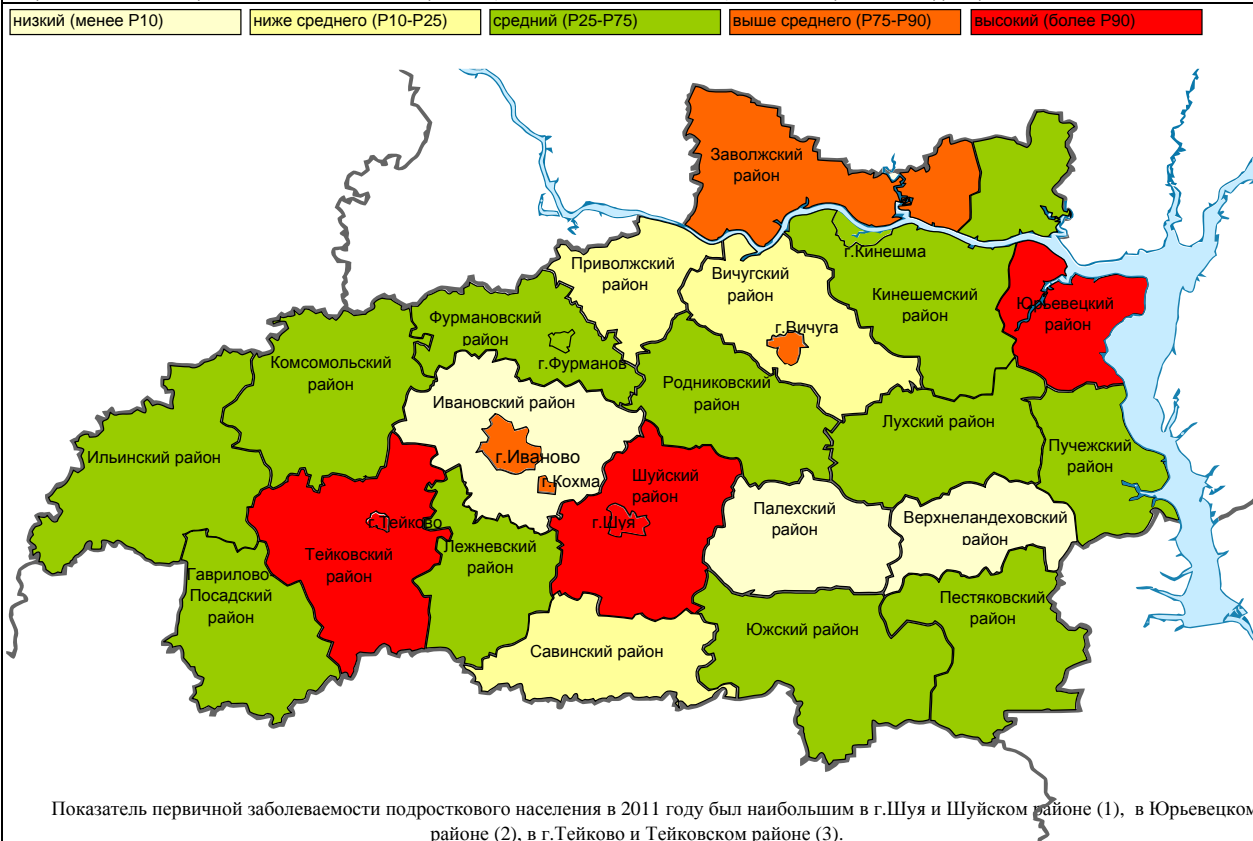 низкий (менее P10) ниже среднего (P10-P25) средний (P25-P75) выше среднего (P75-P90) высокий (более P90)
Заволжский
район
г.Кинешма
Приволжский
район
Вичугский
район
Кинешемский
район
Юрьевецкий
район
Фурмановский
район
г.Вичуга
г.Фурманов
Комсомольский
район
Родниковский
район
Ивановский район
Лухский район
Пучежский
район
Ильинский район
г.Иваново
г.Кохма
Шуйский
район
Палехский
район
Верхнеландеховский
район
г.Тейково
г.Шуя
Тейковский
район
Лежневский
район
Гаврилово-
Посадский
район
Пестяковский
район
Южский район
Савинский район
Показатель первичной заболеваемости подросткового населения в 2011 году был наибольшим в г.Шуя и Шуйском районе (1), в Юрьевецком
районе (2), в г.Тейково и Тейковском районе (3).